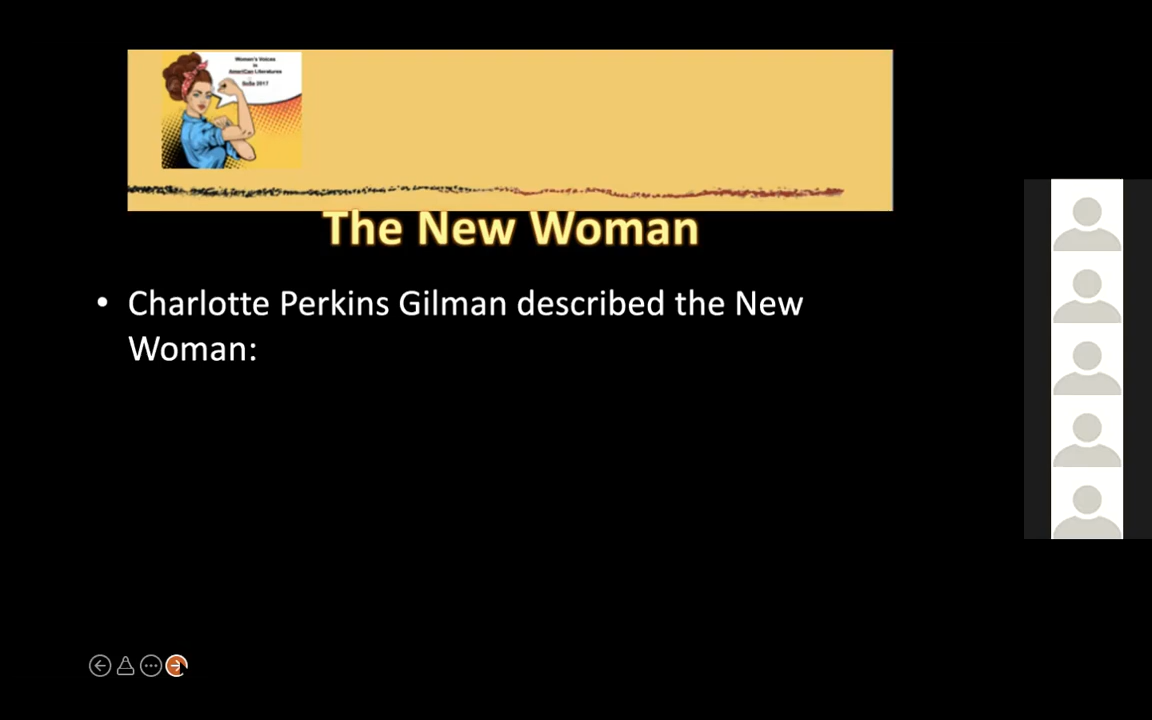 Women's Voices
in
American Literatures
Sofia 2017
The New Woman
• Charlotte Perkins Gilman described the New
Woman: